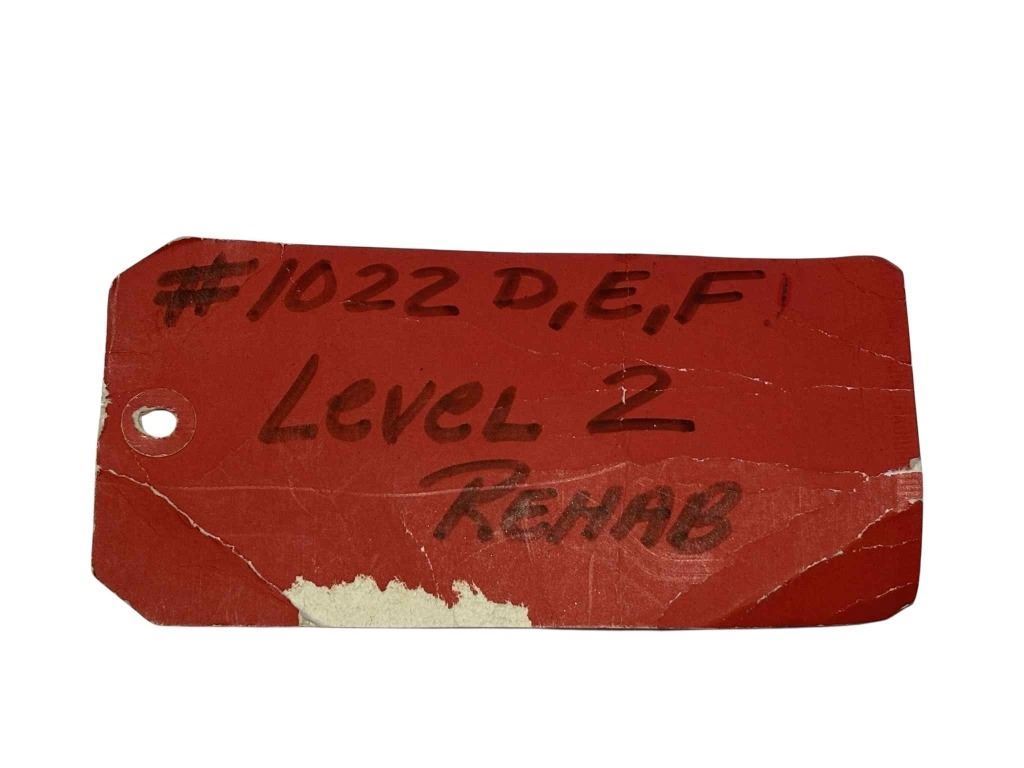 #1022 D,E,F!
Level 2
REHAB